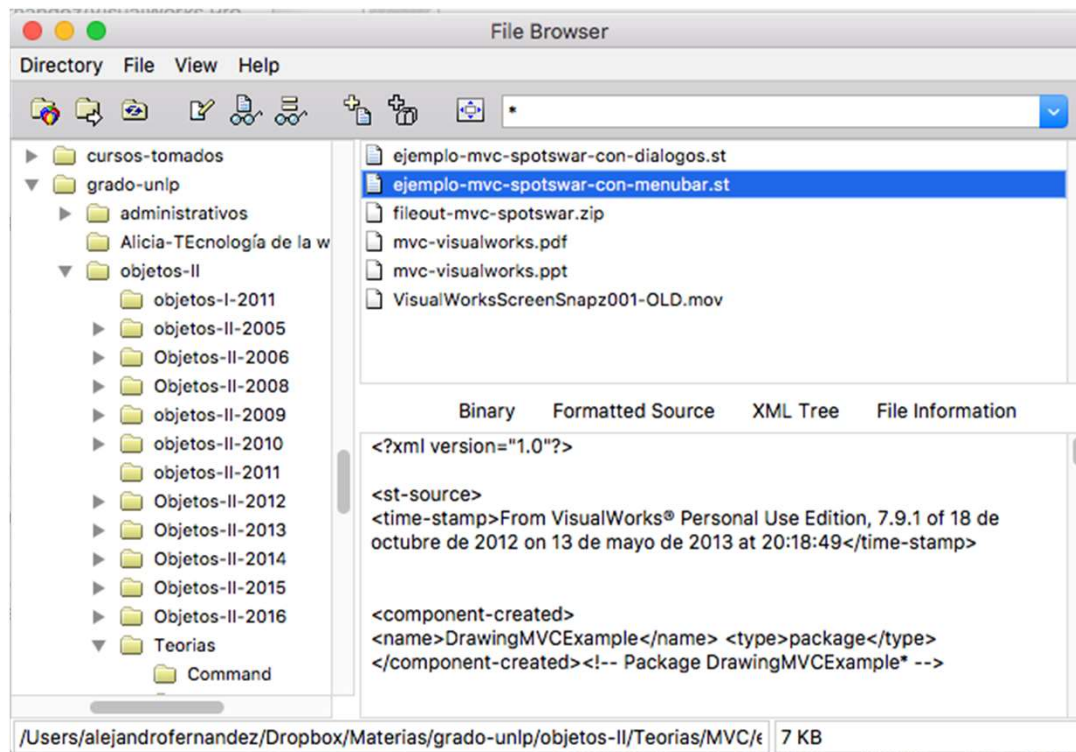 File Browser
Directory File View Help
*
cursos-tomados
grado-unlp
administrativos
Alicia-TEcnología de la w
objetos-II
objetos-I-2011
objetos-II-2005
Objetos-II-2006
Objetos-II-2008
objetos-II-2009
objetos-II-2010
objetos-II-2011
Objetos-II-2012
Objetos-II-2013
Objetos-II-2014
Objetos-II-2015
Objetos-II-2016
Teorias
Command
ejemplo-mvc-spotswar-con-dialogos.st
ejemplo-mvc-spotswar-con-menubar.st
fileout-mvc-spotswar.zip
mvc-visualworks.pdf
mvc-visualworks.ppt
VisualWorksScreenSnapz001-OLD.mov
Binary Formatted Source XML Tree File Information
<?xml version="1.0"?>
<st-source>
<time-stamp>From VisualWorks® Personal Use Edition, 7.9.1 of 18 de
octubre de 2012 on 13 de mayo de 2013 at 20:18:49</time-stamp>
<component-created>
<name>DrawingMVCExample</name> <type>package</type>
</component-created><!-- Package DrawingMVCExample* -->
/Users/alejandrofernandez/Dropbox/Materias/grado-unlp/objetos-II/Teorias/MVC/e
7 KB